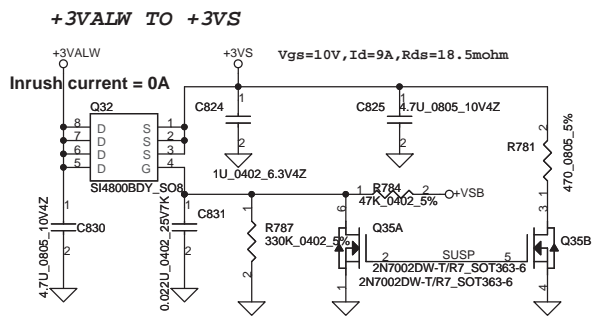 +3VALW TO +3VS
+3VALW
+3VS
Vgs=10V,Id=9A,Rds=18.5mohm
Inrush current = 0A
Q32
8 D S 1
7 D S 2
6 D S 3
5 D G 4
SI4800BDY_SO8
C824
1
2
1U_0402_6.3V4Z
C825
1
2
4.7U_0805_10V4Z
R781
2
1
470_0805_5%
C830
1
2
4.7U_0805_10V4Z
C831
1
2
0.022U_0402_25V7K
R787
1
2
330K_0402_5%
R784
1 2
47K_0402_5%
+VSB
Q35A
6
2
1
SUSP
Q35B
3
5
4
2N7002DW-T/R7_SOT363-6
2N7002DW-T/R7_SOT363-6